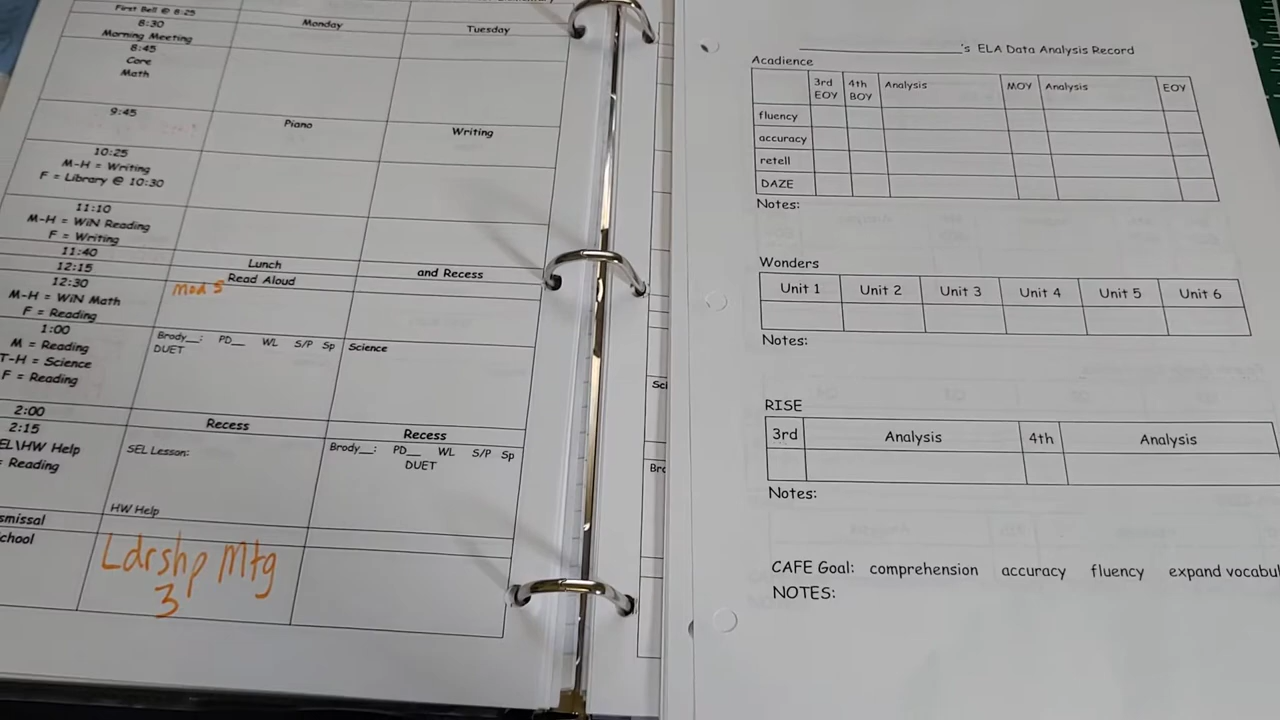 First Bell @ 8:25
8:30
Morning Meeting
Monday
Tuesday
8:45
Core
Math
9:45
Piano
Writing
10:25
M-H = Writing
F = Library @ 10:30
11:10
M-H = WiN Reading
F = Writing
11:40
Lunch
and Recess
12:15
Read Aloud
12:30
M-H = WiN Math
F = Reading
mod 5
1:00
M = Reading
T-H = Science
F = Reading
Brody__: PD__ WL S/P Sp
DUET
Science
2:00
Recess
Recess
2:15
EL\HW Help
= Reading
SEL Lesson:
HW Help
Brody__: PD__ WL S/P Sp
DUET
smissal
chool
Ldrshp Mtg
3
Sci
Bro
____________________'s ELA Data Analysis Record
Acadience
3rd EOY
4th BOY
Analysis
MOY
Analysis
EOY
fluency
accuracy
retell
DAZE
Notes:
Wonders
Unit 1 Unit 2 Unit 3 Unit 4 Unit 5 Unit 6
Notes:
RISE
3rd Analysis 4th Analysis
Notes:
CAFE Goal: comprehension accuracy fluency expand vocabul
NOTES: